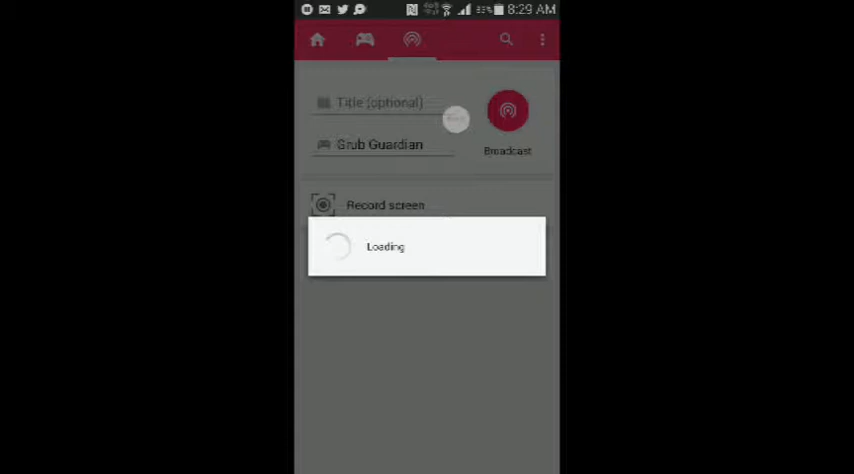 8:29 AM
Title (optional)
Grub Guardian
Broadcast
Record screen
Loading